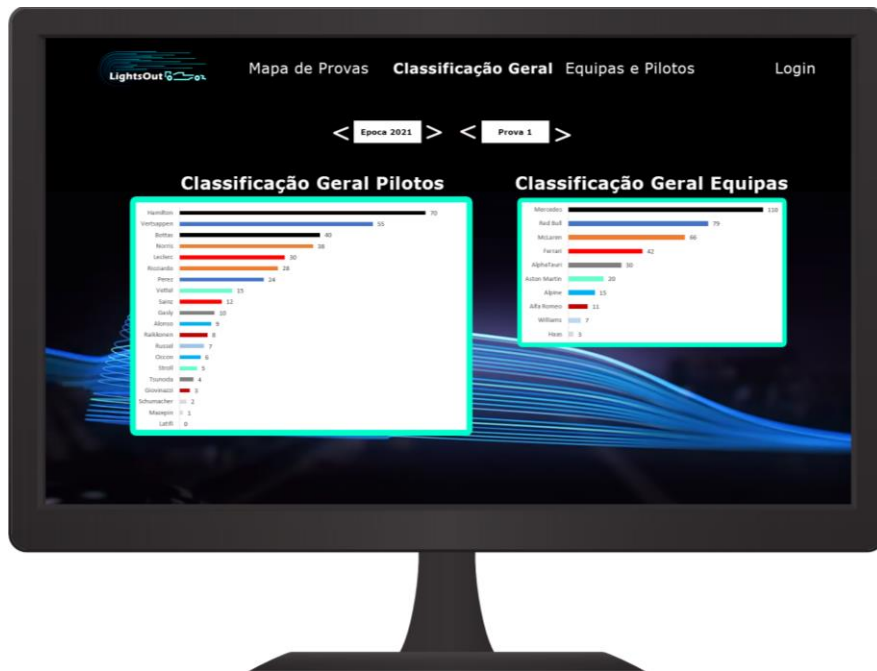 LightsOut
Mapa de Provas Classificação Geral Equipas e Pilotos Login
< Epoca 2021 > < Prova 1 >
Classificação Geral Pilotos
Hamilton 70
Verstappen 55
Bottas 40
Norris 38
Leclerc 30
Ricciardo 28
Perez 24
Vettel 15
Sainz 12
Gasly 10
Alonso 9
Raikkonen 8
Russell 7
Ocon 6
Stroll 5
Tsunoda 4
Giovinazzi 3
Schumacher 2
Mazepin 1
Latifi 0
Classificação Geral Equipas
Mercedes 110
Red Bull 79
McLaren 66
Ferrari 42
AlphaTauri 30
Aston Martin 20
Alpine 15
Alfa Romeo 11
Williams 7
Haas 3